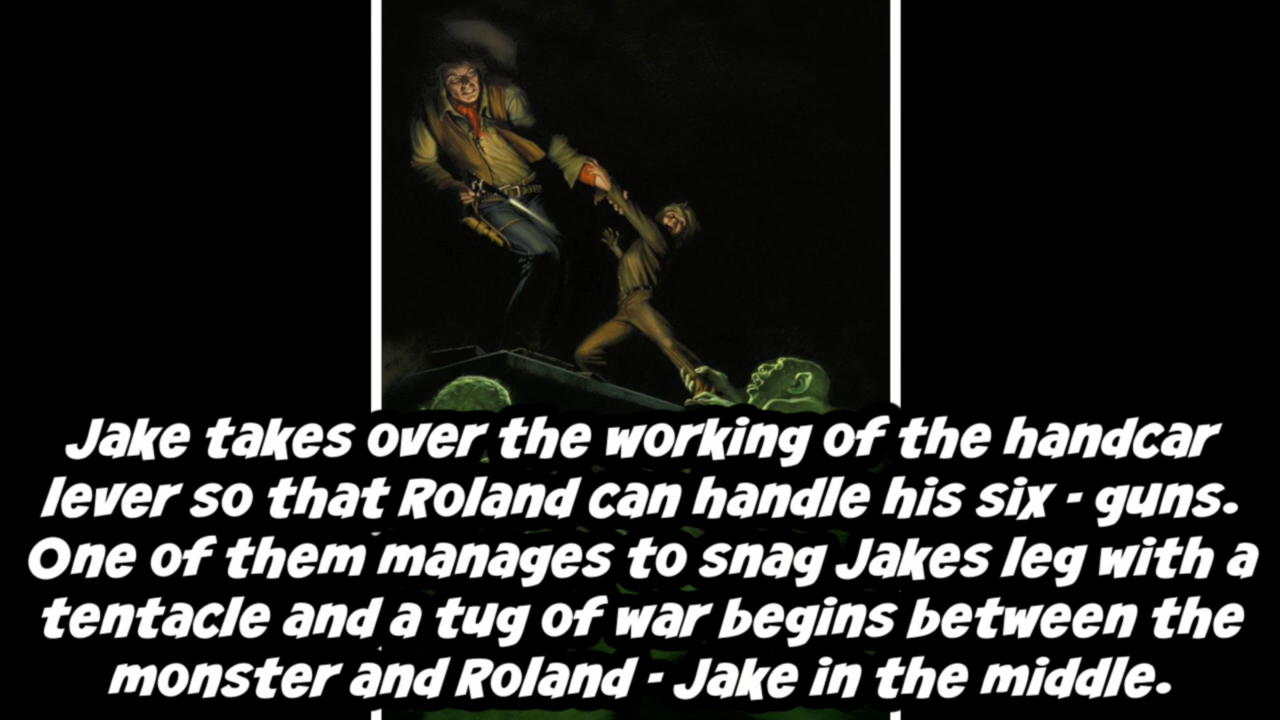 Jake takes over the working of the handcar
lever so that Roland can handle his six - guns.
One of them manages to snag Jakes leg with a
tentacle and a tug of war begins between the
monster and Roland - Jake in the middle.